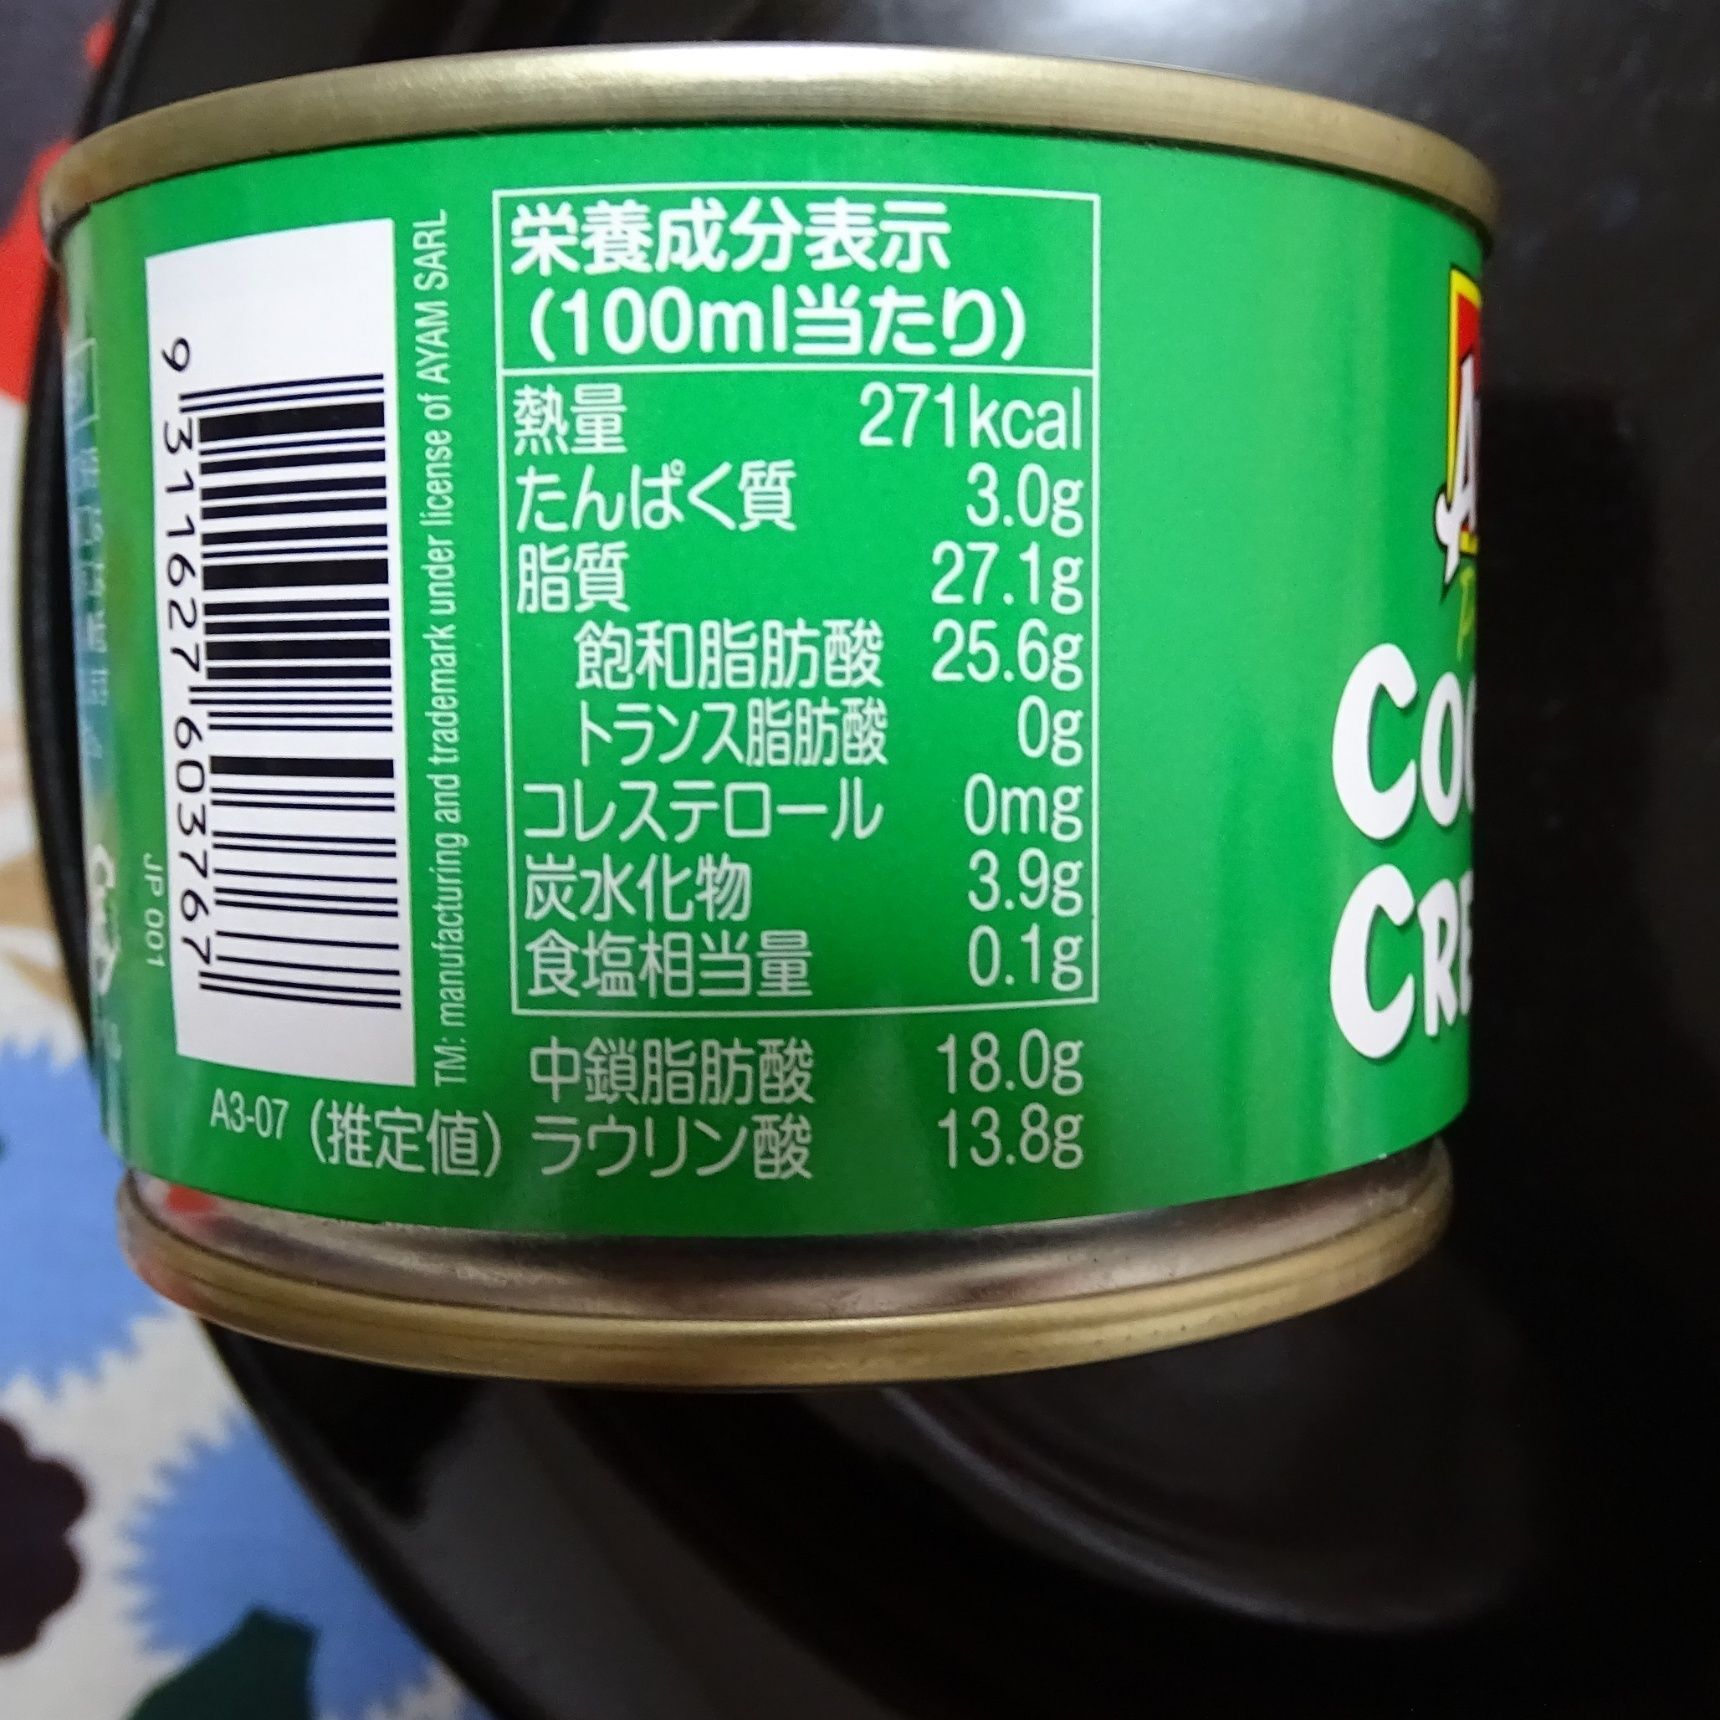 栄養成分表示
(100ml当たり)
熱量 271kcal
たんぱく質 3.0g
脂質 27.1g
飽和脂肪酸 25.6g
トランス脂肪酸 0g
コレステロール 0mg
炭水化物 3.9g
食塩相当量 0.1g
中鎖脂肪酸 18.0g
(推定値) ラウリン酸 13.8g
A3-07
TM: manufacturing and trademark under license of AYAM SARL
9 311627 603767
JP 001